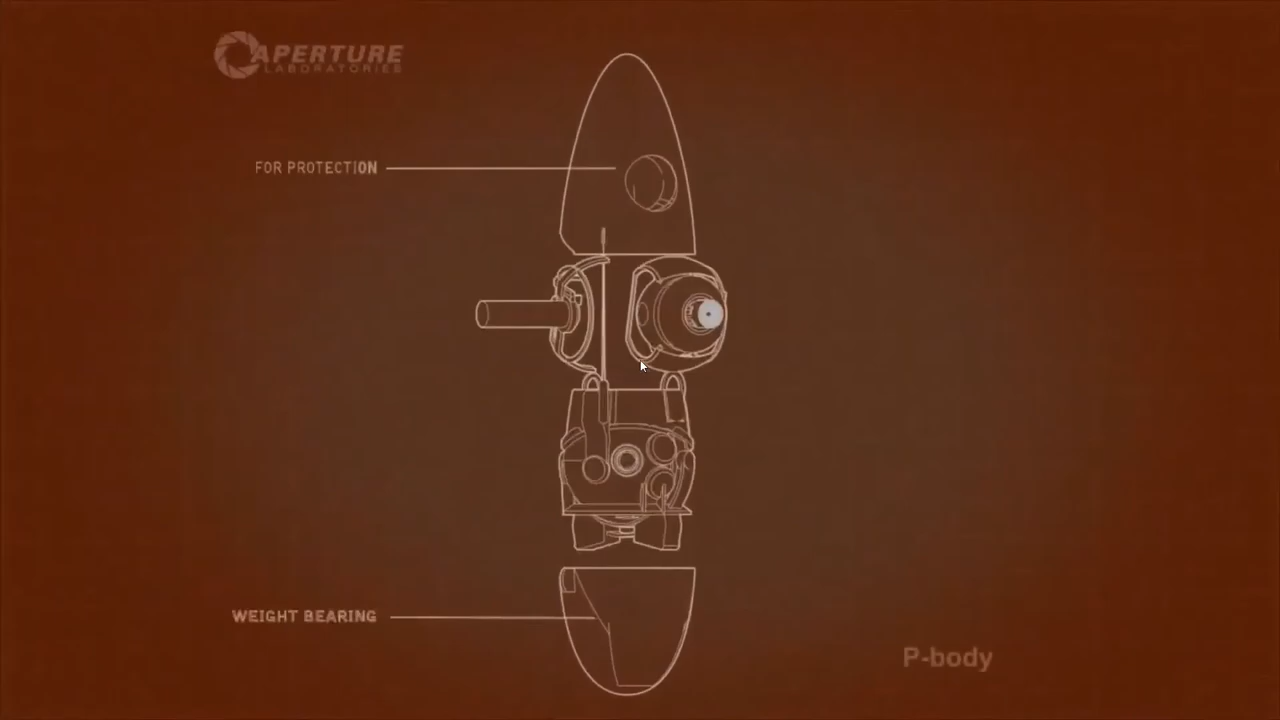 APERTURE
LABORATORIES
FOR PROTECTION
WEIGHT BEARING
P-body